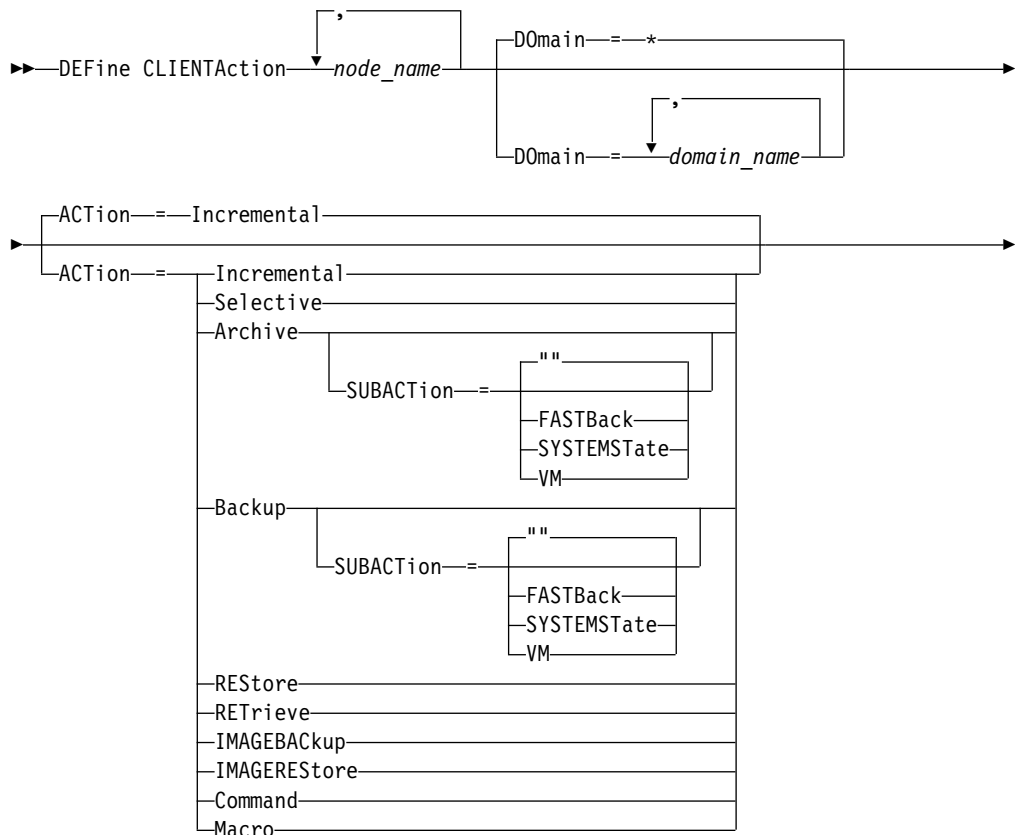 ,
DOmain = *
DEFine CLIENTAction node_name
,
DOmain = domain_name
ACTion = Incremental
ACTion = Incremental
Selective
Archive
""
SUBACTion =
FASTBack
SYSTEMSTate
VM
Backup
""
SUBACTion =
FASTBack
SYSTEMSTate
VM
REStore
RETrieve
IMAGEBACkup
IMAGEREStore
Command
Macro